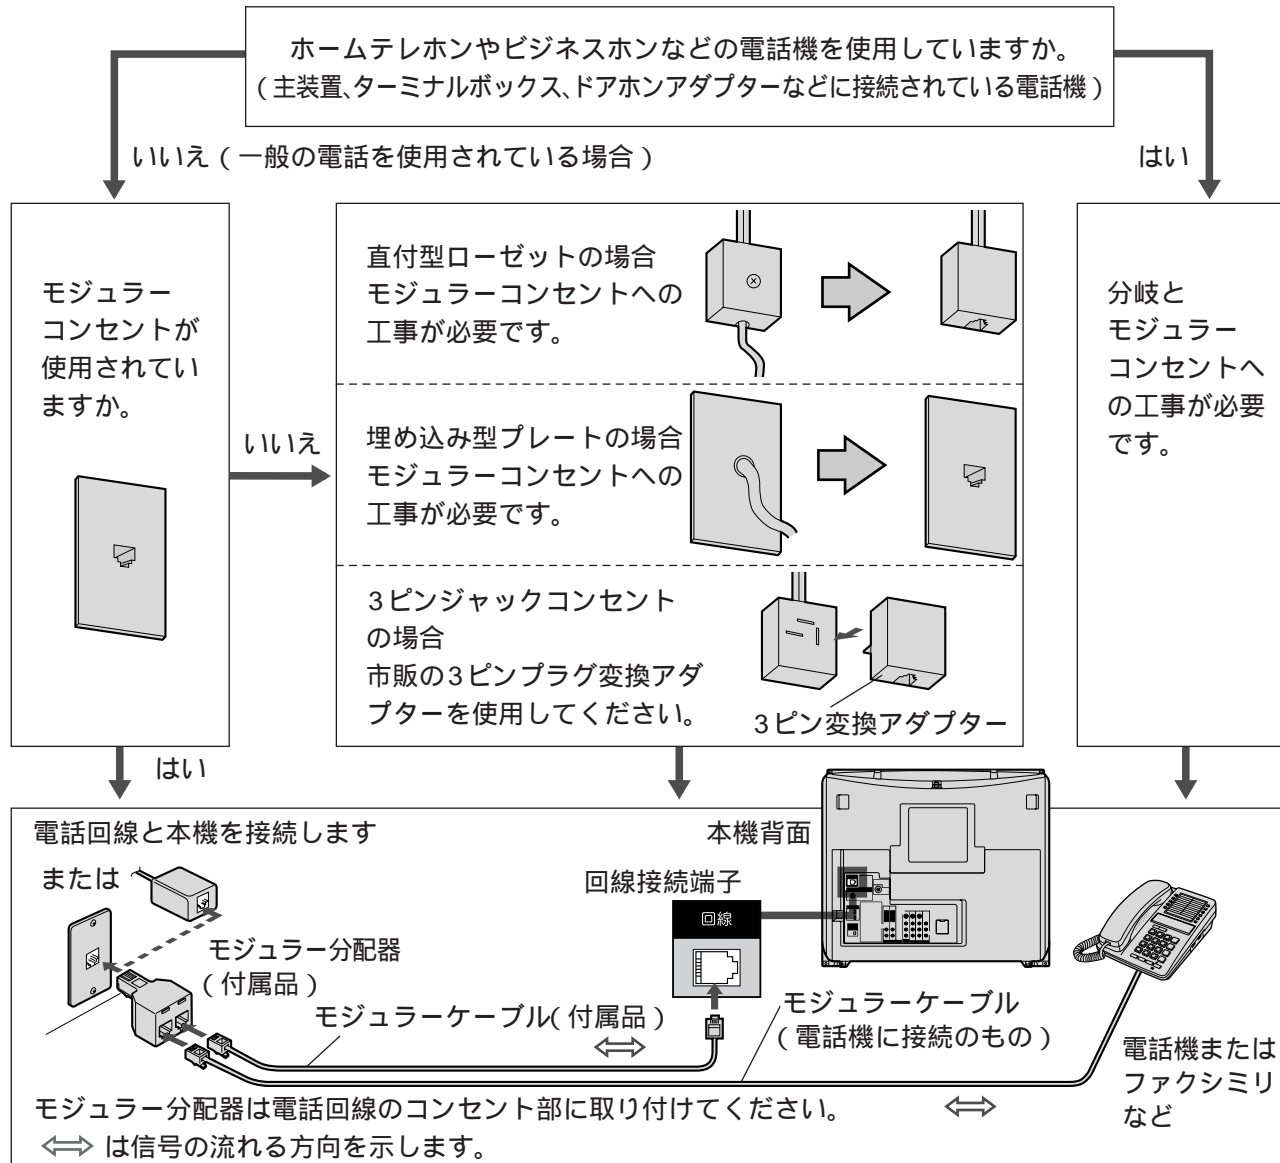 ホームテレホンやビジネスホンなどの電話機を使用していますか。
(主装置、ターミナルボックス、ドアホンアダプターなどに接続されている電話機)
いいえ(一般の電話を使用されている場合)
はい
モジュラー
コンセントが
使用されてい
ますか。
いいえ
直付型ローゼットの場合
モジュラーコンセントへの
工事が必要です。
埋め込み型プレートの場合
モジュラーコンセントへの
工事が必要です。
3ピンジャックコンセント
の場合
市販の3ピンプラグ変換アダ
プターを使用してください。
3ピン変換アダプター
分岐と
モジュラー
コンセントへ
の工事が必要
です。
はい
電話回線と本機を接続します
または
モジュラー分配器
(付属品)
モジュラーケーブル(付属品)
回線接続端子
回線
本機背面
モジュラーケーブル
(電話機に接続のもの)
電話機または
ファクシミリ
など
モジュラー分配器は電話回線のコンセント部に取り付けてください。
⇔ は信号の流れる方向を示します。